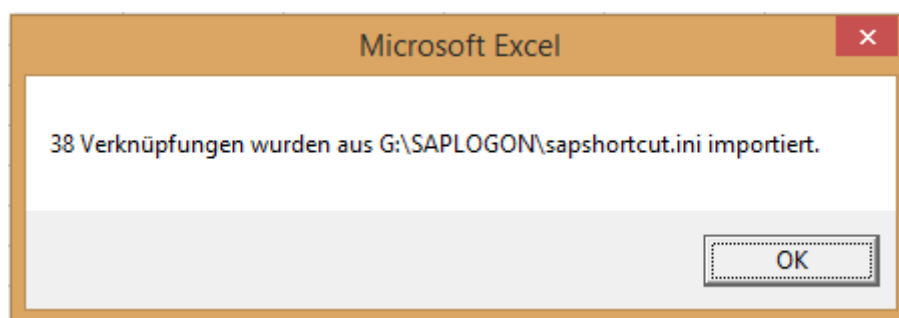 Microsoft Excel
38 Verknüpfungen wurden aus G:\SAPLOGON\sapshortcut.ini importiert.
OK